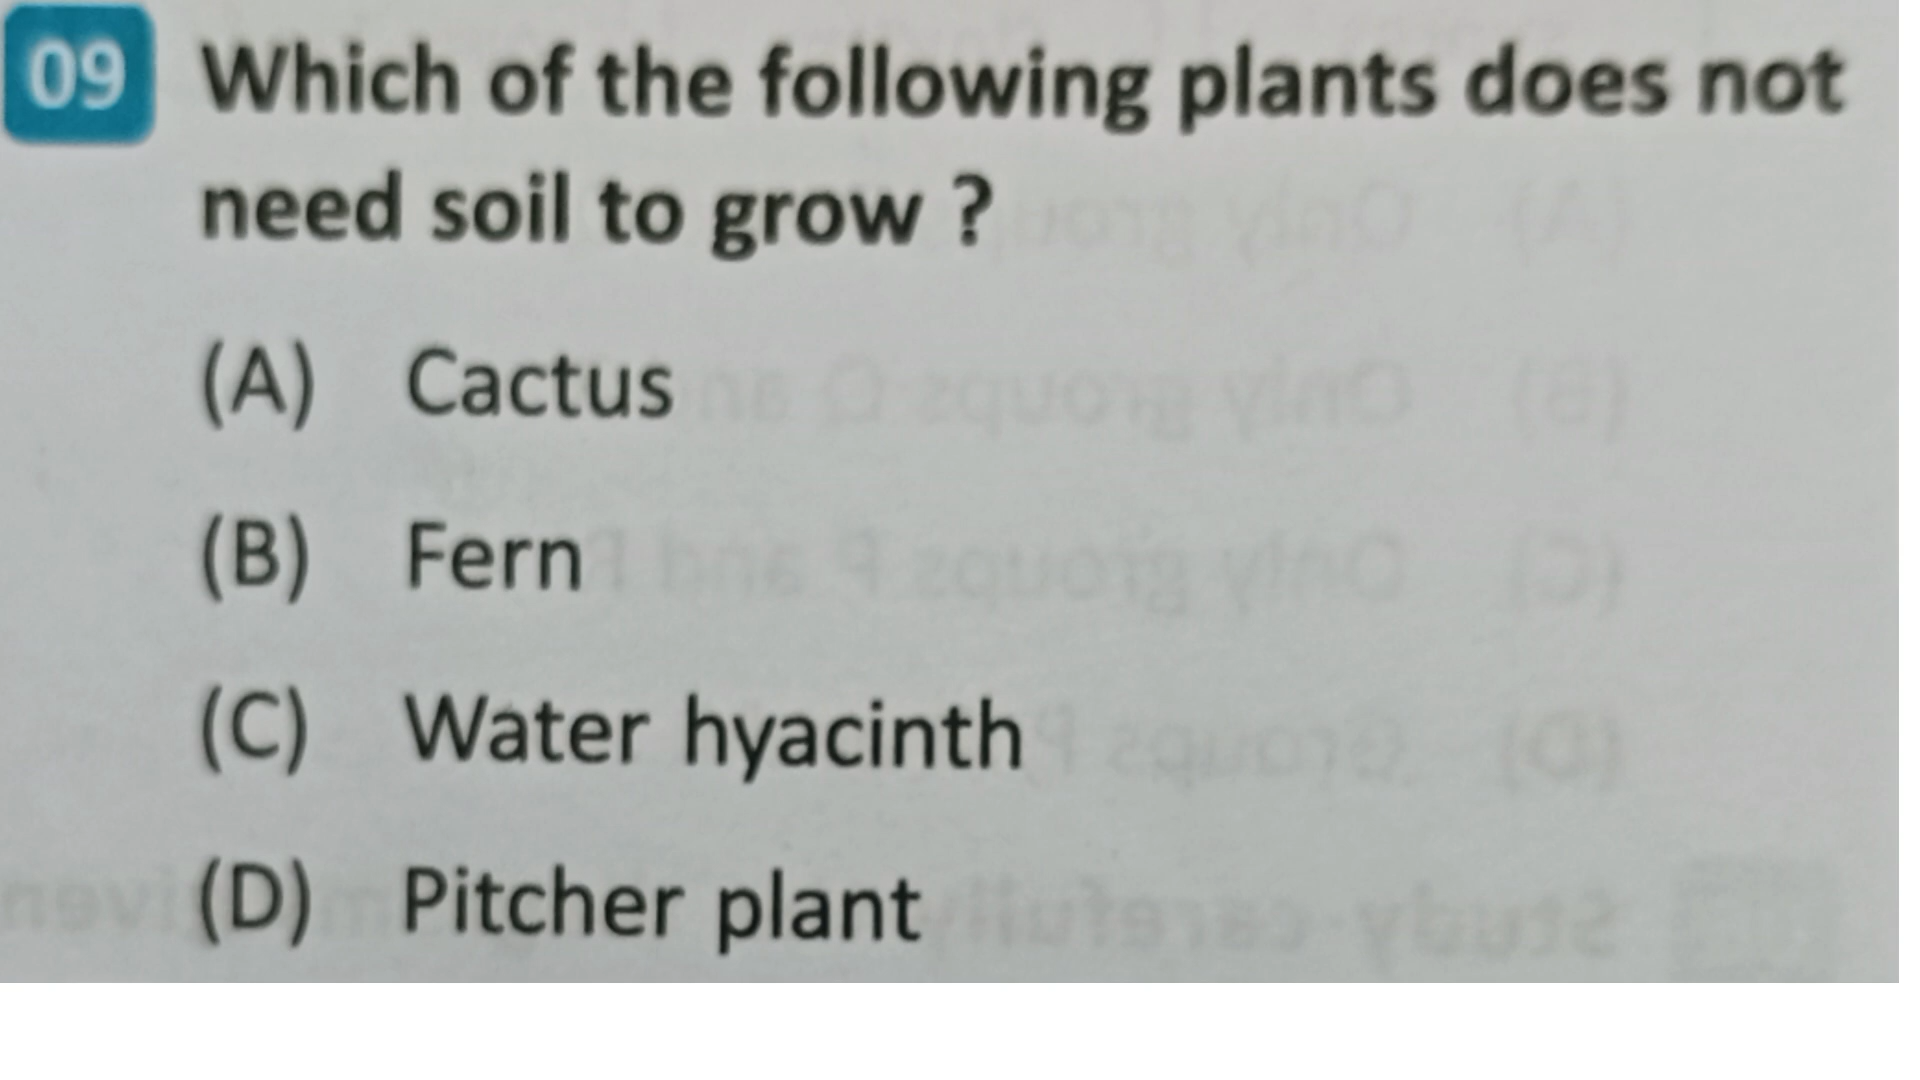 09 Which of the following plants does not
need soil to grow ?
(A) Cactus
(B) Fern
(C) Water hyacinth
(D) Pitcher plant